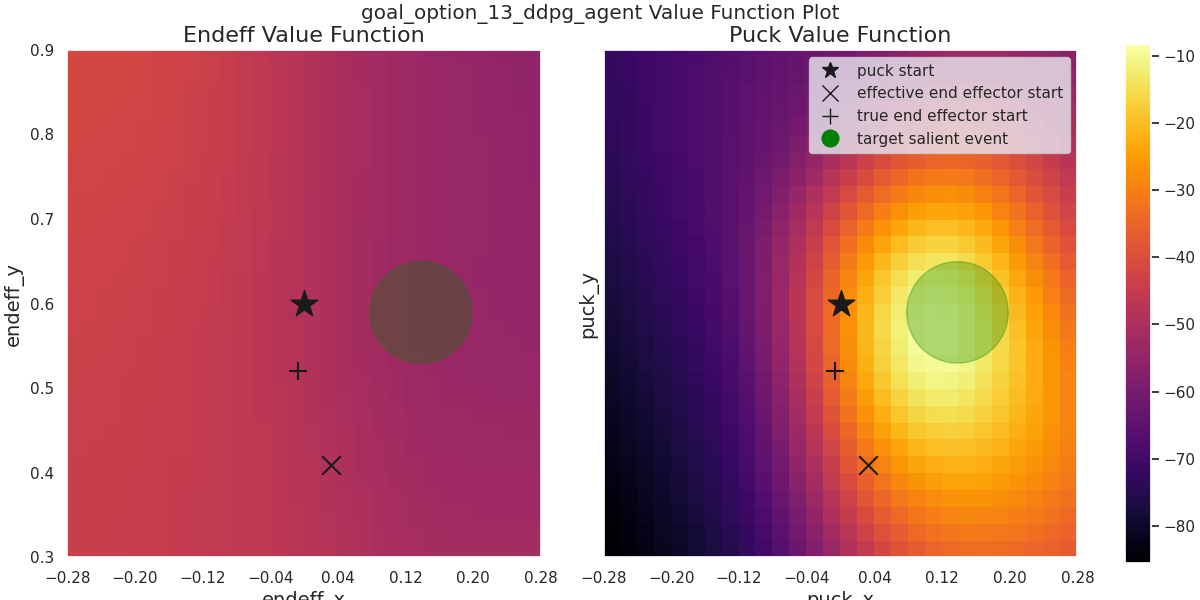 goal_option_13_ddpg_agent Value Function Plot
Endeff Value Function
Puck Value Function
endeff_y
0.9
0.8
0.7
0.6
0.5
0.4
0.3
−0.28 −0.20 −0.12 −0.04 0.04 0.12 0.20 0.28
endeff_x
puck_y
puck start
effective end effector start
true end effector start
target salient event
−0.28 −0.20 −0.12 −0.04 0.04 0.12 0.20 0.28
puck_x
−10
−20
−30
−40
−50
−60
−70
−80